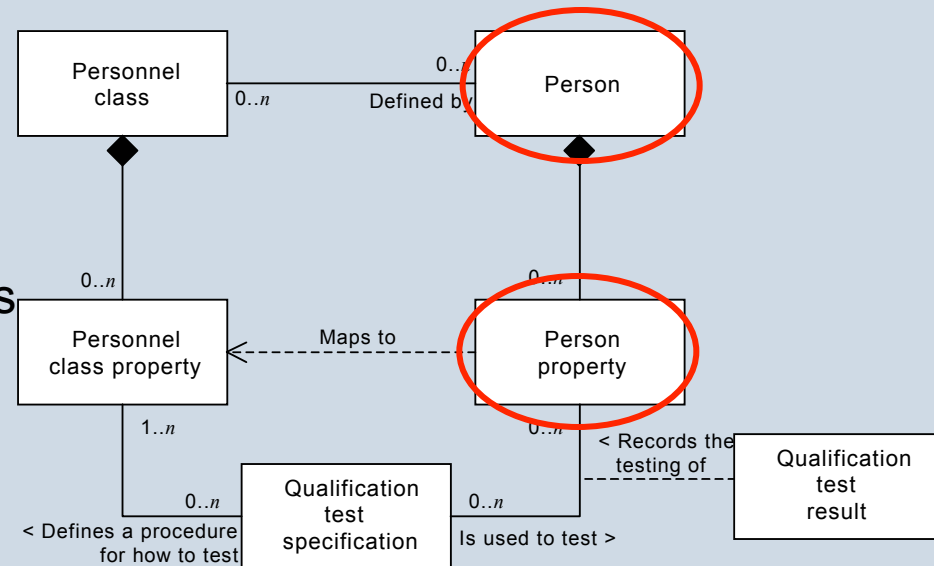 Personnel
class
0..n
0..n
Defined by
Person
0..n
0..n
s
Personnel
class property
Maps to
Person
property
1..n
0..n
< Records the
testing of
Qualification
test
result
0..n
Qualification
test
specification
0..n
< Defines a procedure
for how to test
Is used to test >